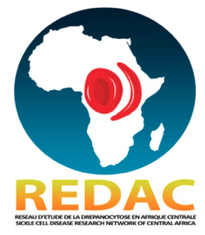 REDAC
RESEAU D'ETUDE DE LA DREPANOCYTOSE EN AFRIQUE CENTRALE
SICKLE CELL DISEASE RESEARCH NETWORK OF CENTRAL AFRICA